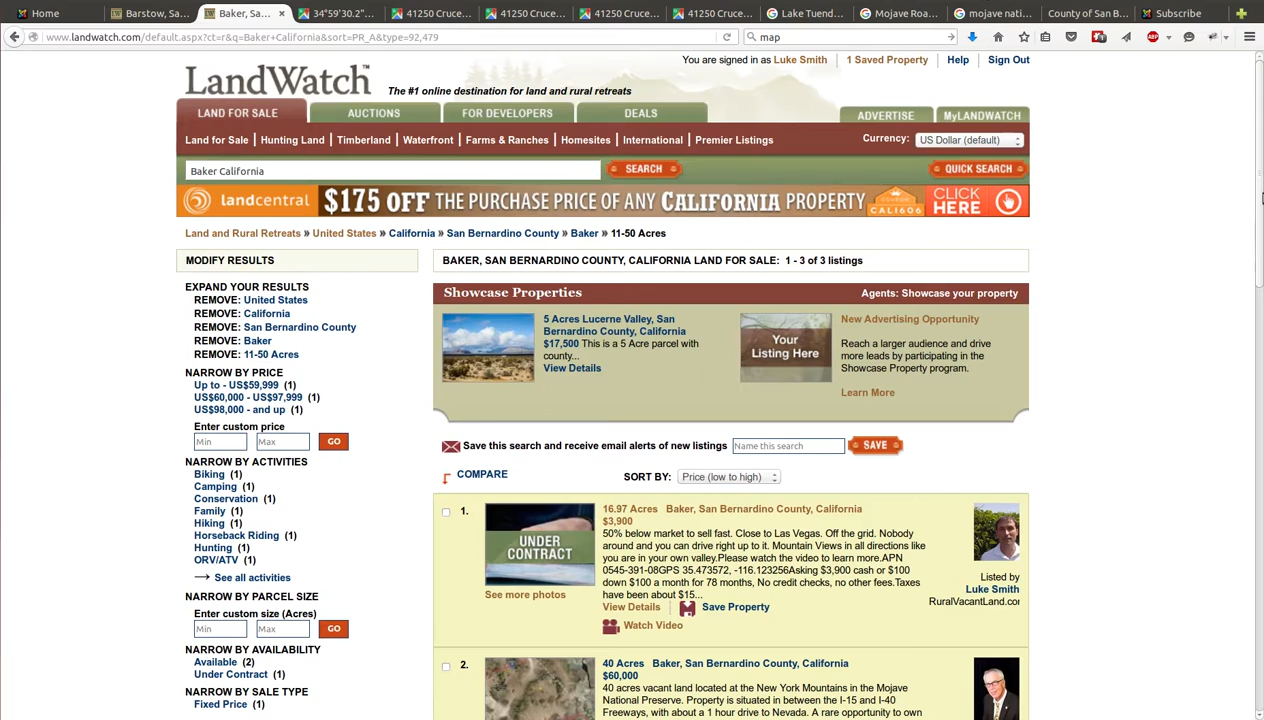 Home
Barstow, Sa...
Baker, Sa...
34°59'30.2"...
41250 Cruce...
41250 Cruce...
41250 Cruce...
41250 Cruce...
Lake Tuend...
Mojave Roa...
mojave nati...
County of San B...
Subscribe
www.landwatch.com/default.aspx?ct=r&q=Baker+California&sort=PR_A&type=92,479
map
You are signed in as Luke Smith
1 Saved Property
Help
Sign Out
LandWatch
The #1 online destination for land and rural retreats
LAND FOR SALE
AUCTIONS
FOR DEVELOPERS
DEALS
ADVERTISE
MyLANDWATCH
Land for Sale | Hunting Land | Timberland | Waterfront | Farms & Ranches | Homesites | International | Premier Listings
Currency:
US Dollar (default)
Baker California
SEARCH
QUICK SEARCH
landcentral
$175 OFF THE PURCHASE PRICE OF ANY CALIFORNIA PROPERTY
CALI606
CLICK HERE
Land and Rural Retreats » United States » California » San Bernardino County » Baker » 11-50 Acres
MODIFY RESULTS
EXPAND YOUR RESULTS
REMOVE: United States
REMOVE: California
REMOVE: San Bernardino County
REMOVE: Baker
REMOVE: 11-50 Acres
NARROW BY PRICE
Up to - US$59,999 (1)
US$60,000 - US$97,999 (1)
US$98,000 - and up (1)
Enter custom price
Min
Max
GO
NARROW BY ACTIVITIES
Biking (1)
Camping (1)
Conservation (1)
Family (1)
Hiking (1)
Horseback Riding (1)
Hunting (1)
ORV/ATV (1)
See all activities
NARROW BY PARCEL SIZE
Enter custom size (Acres)
Min
Max
GO
NARROW BY AVAILABILITY
Available (2)
Under Contract (1)
NARROW BY SALE TYPE
Fixed Price (1)
BAKER, SAN BERNARDINO COUNTY, CALIFORNIA LAND FOR SALE: 1 - 3 of 3 listings
Showcase Properties
Agents: Showcase your property
5 Acres Lucerne Valley, San
Bernardino County, California
$17,500 This is a 5 Acre parcel with
county...
View Details
Your
Listing Here
New Advertising Opportunity
Reach a larger audience and drive
more leads by participating in the
Showcase Property program.
Learn More
Save this search and receive email alerts of new listings
Name this search
SAVE
COMPARE
SORT BY:
Price (low to high)
1.
UNDER
CONTRACT
See more photos
16.97 Acres Baker, San Bernardino County, California
$3,900
50% below market to sell fast. Close to Las Vegas. Off the grid. Nobody
around and you can drive right up to it. Mountain Views in all directions like
you are in your own valley.Please watch the video to learn more.APN
0545-391-08GPS 35.473572, -116.123256Asking $3,900 cash or $100
down $100 a month for 78 months, No credit checks, no other fees.Taxes
have been about $15...
View Details
Save Property
Watch Video
Listed by
Luke Smith
RuralVacantLand.cor
2.
40 Acres Baker, San Bernardino County, California
$60,000
40 acres vacant land located at the New York Mountains in the Mojave
National Preserve. Property is situated in between the I-15 and I-40
Freeways, with about a 1 hour drive to Nevada. A rare opportunity to own